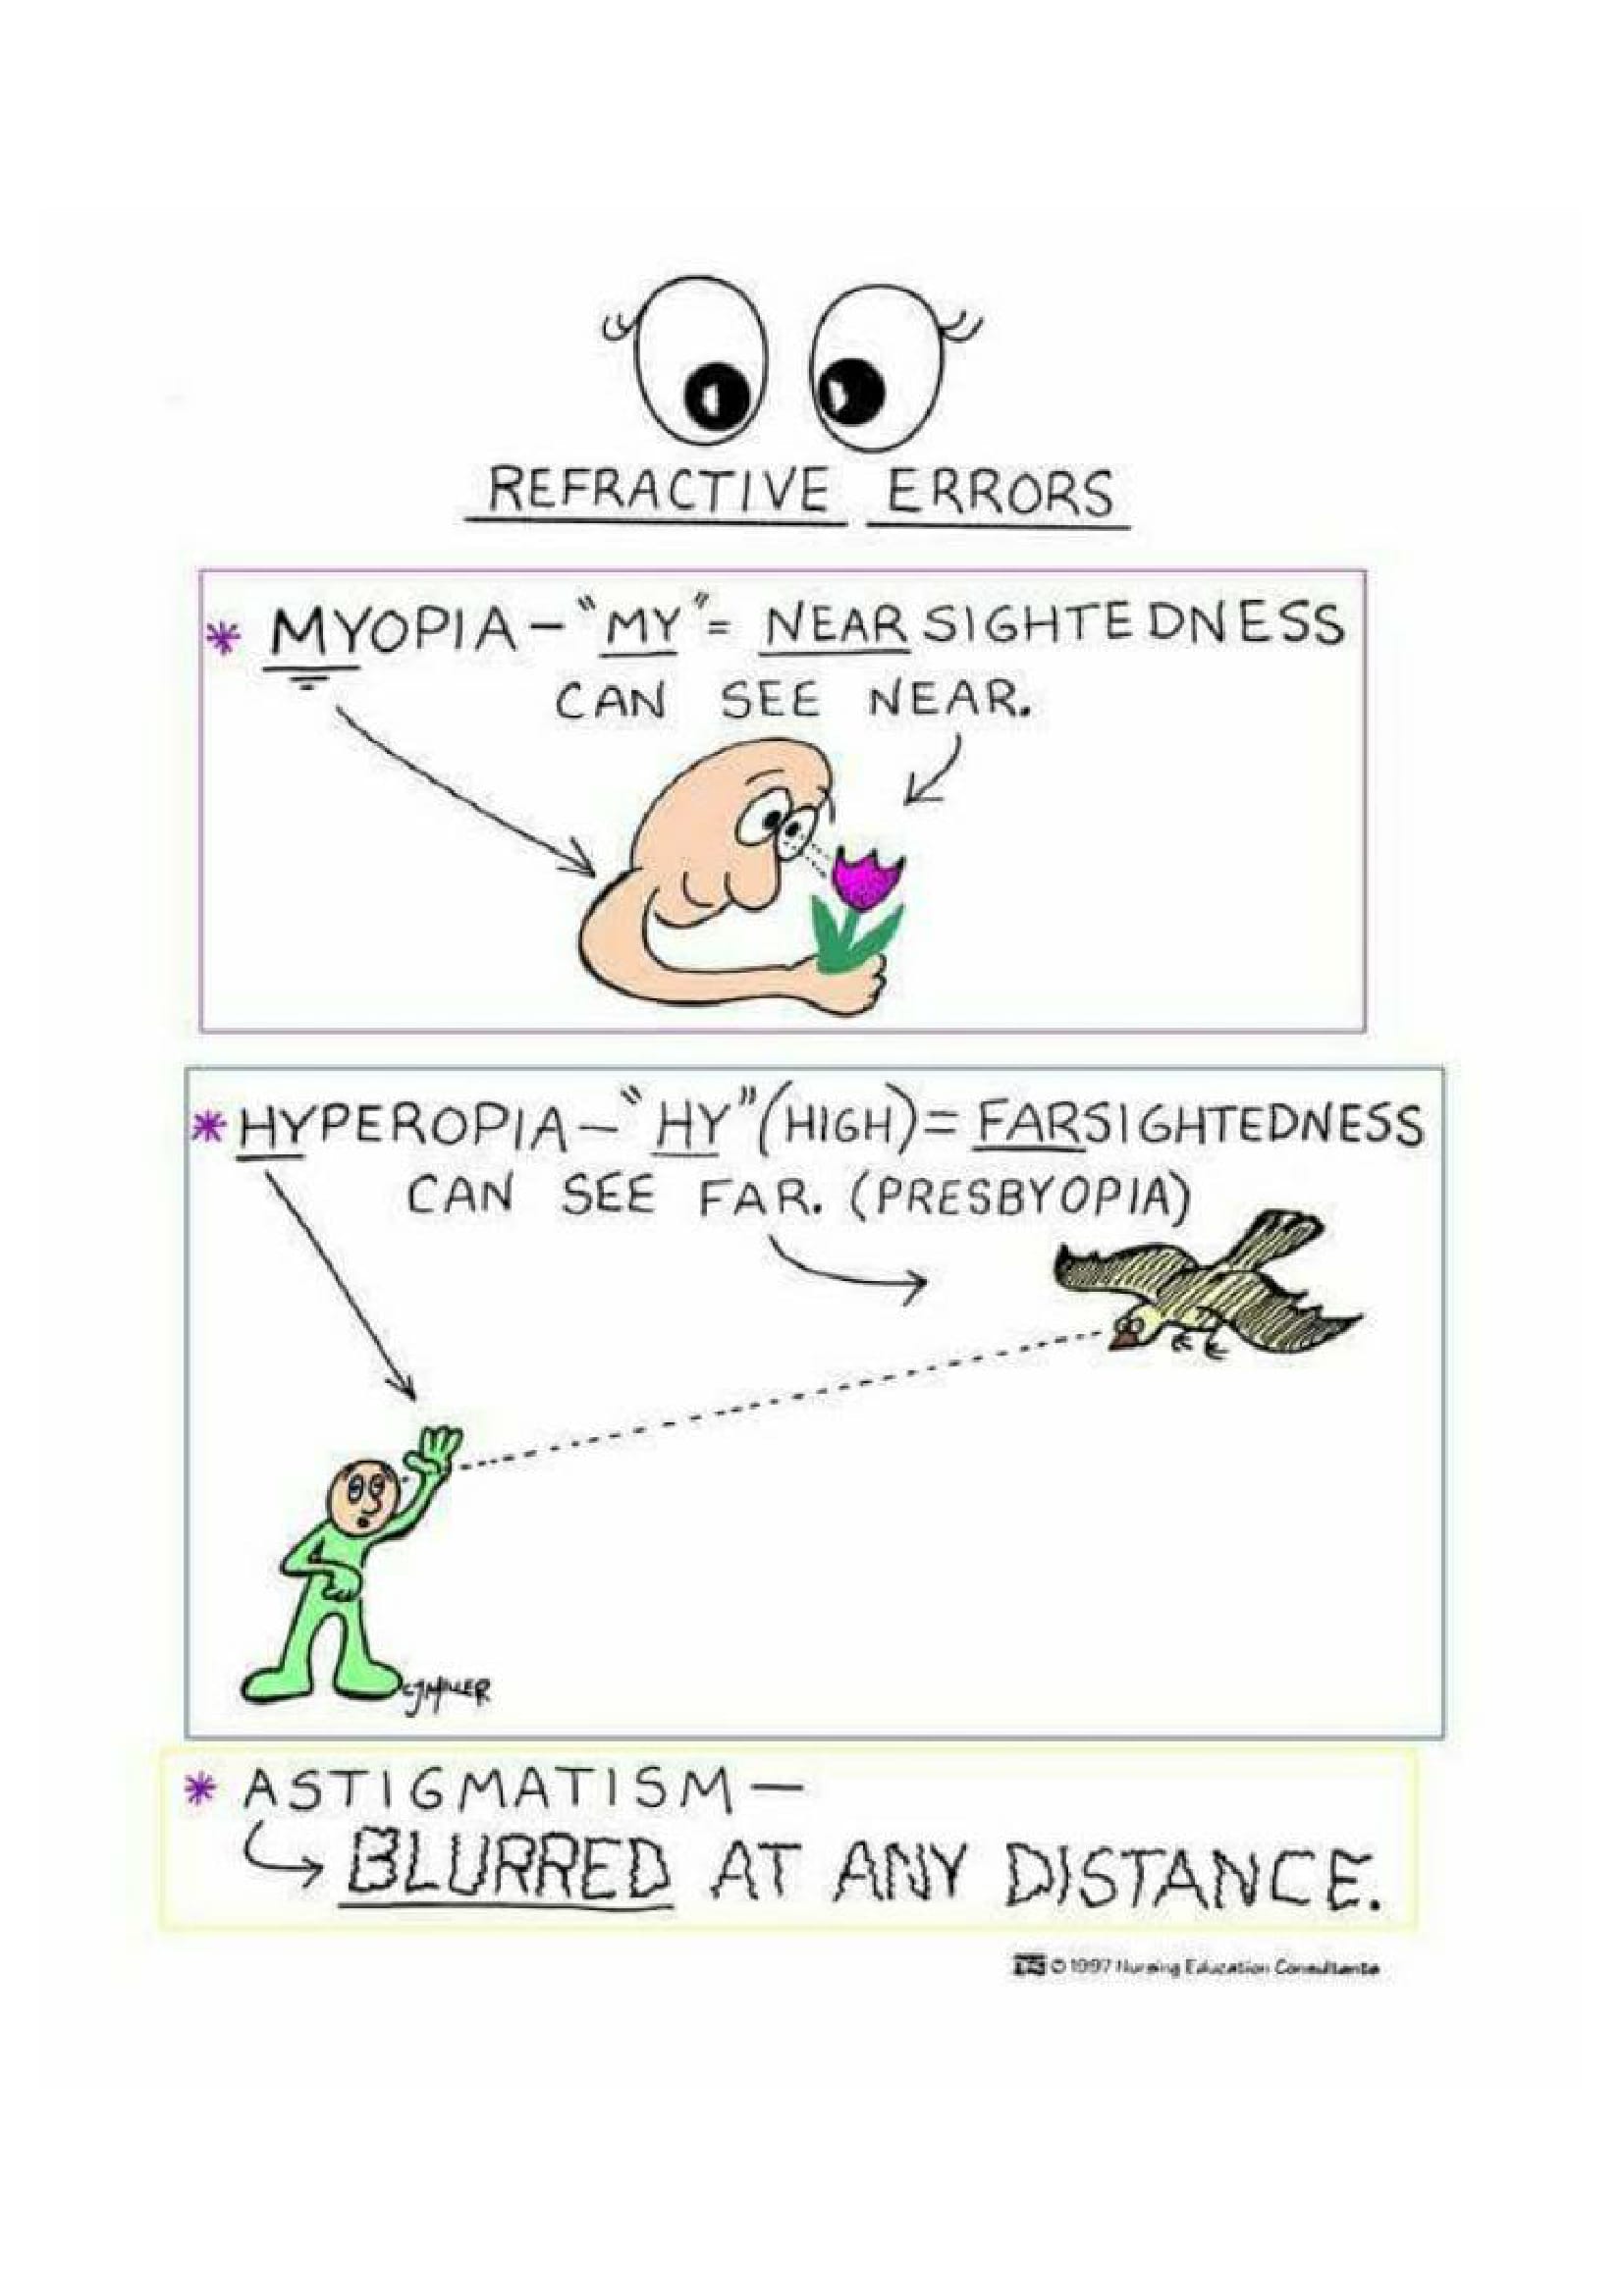 REFRACTIVE ERRORS
* MYOPIA - "MY" = NEARSIGHTEDNESS
CAN SEE NEAR.
* HYPEROPIA - "HY" (HIGH) = FARSIGHTEDNESS
CAN SEE FAR. (PRESBYOPIA)
CJMILLER
* ASTIGMATISM -
BLURRED AT ANY DISTANCE.
© 1997 Nursing Education Consultants